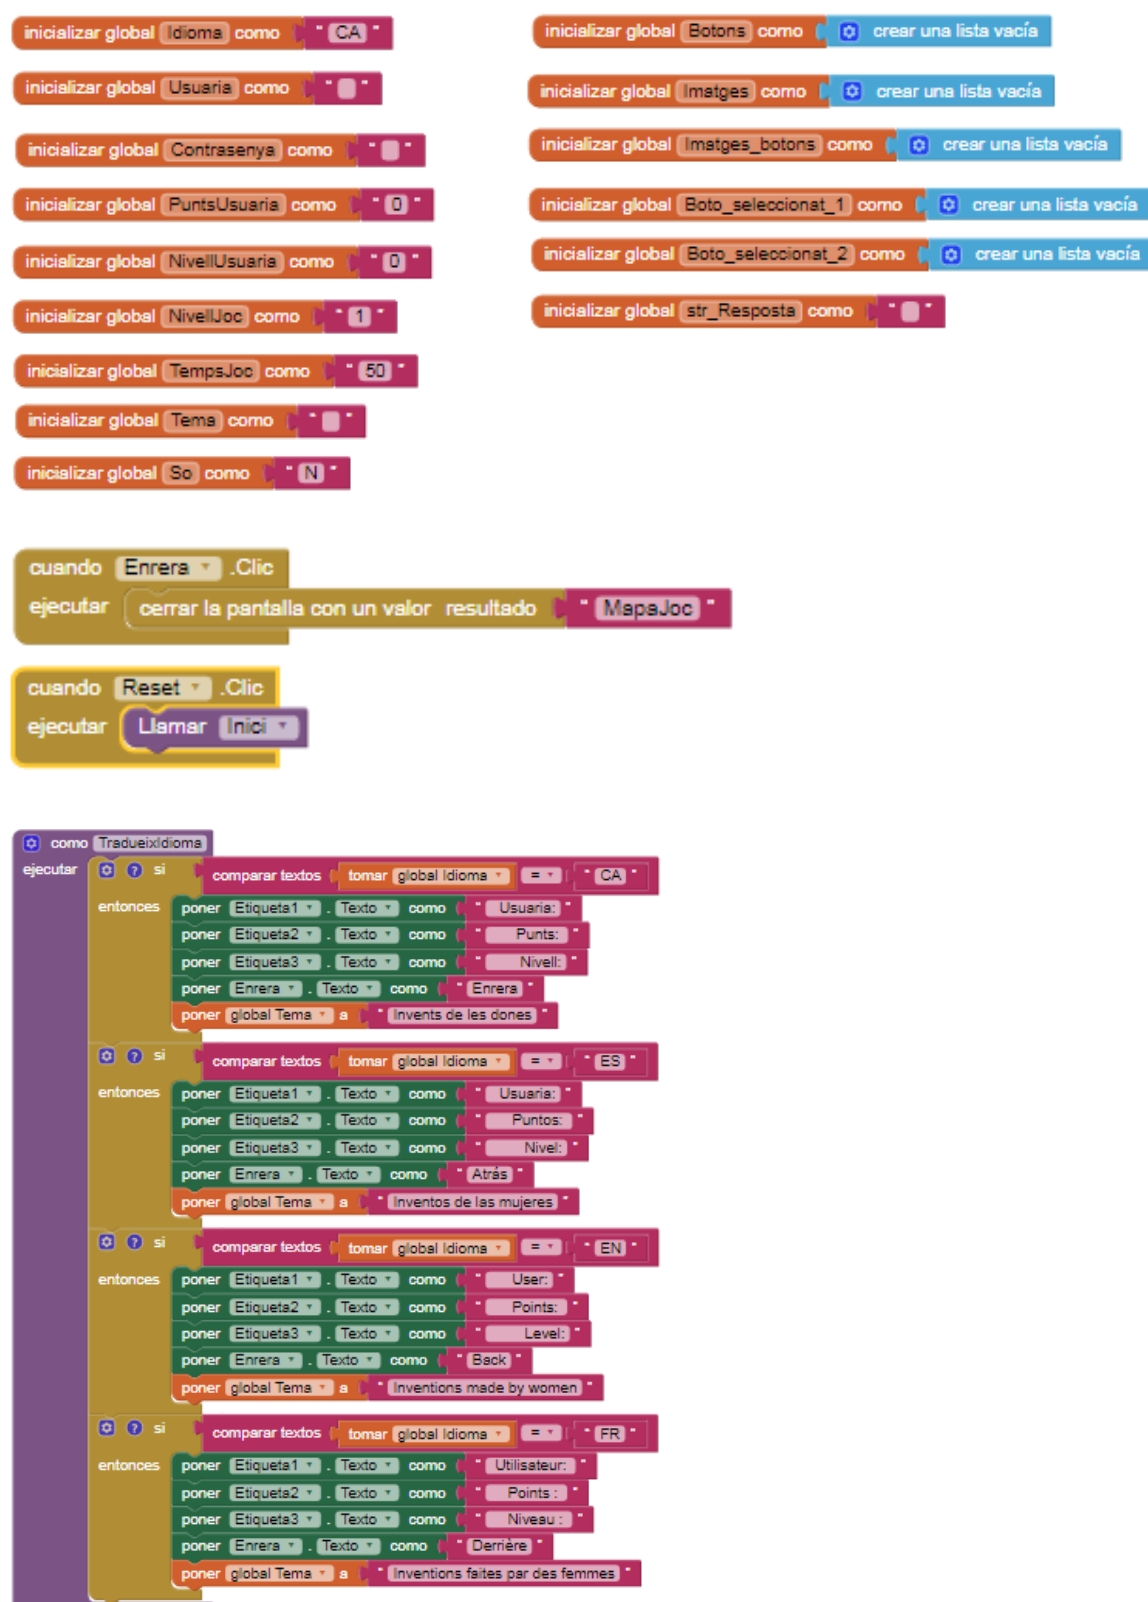 inicializar global Idioma como " CA "
inicializar global Usuaria como " "
inicializar global Contrasenya como " "
inicializar global PuntsUsuaria como " 0 "
inicializar global NivellUsuaria como " 0 "
inicializar global NivellJoc como " 1 "
inicializar global TempsJoc como " 50 "
inicializar global Tema como " "
inicializar global So como " N "
inicializar global Botons como crear una lista vacía
inicializar global Imatges como crear una lista vacía
inicializar global Imatges_botons como crear una lista vacía
inicializar global Boto_seleccionat_1 como crear una lista vacía
inicializar global Boto_seleccionat_2 como crear una lista vacía
inicializar global str_Resposta como " "
cuando Enrera .Clic
ejecutar cerrar la pantalla con un valor resultado " MapaJoc "
cuando Reset .Clic
ejecutar Llamar Inici
como TradueixIdioma
ejecutar ? si comparar textos tomar global Idioma = " CA "
entonces poner Etiqueta1 . Texto como " Usuaria: "
poner Etiqueta2 . Texto como " Punts: "
poner Etiqueta3 . Texto como " Nivell: "
poner Enrera . Texto como " Enrera "
poner global Tema a " Invents de les dones "
? si comparar textos tomar global Idioma = " ES "
entonces poner Etiqueta1 . Texto como " Usuaria: "
poner Etiqueta2 . Texto como " Puntos: "
poner Etiqueta3 . Texto como " Nivel: "
poner Enrera . Texto como " Atrás "
poner global Tema a " Inventos de las mujeres "
? si comparar textos tomar global Idioma = " EN "
entonces poner Etiqueta1 . Texto como " User: "
poner Etiqueta2 . Texto como " Points: "
poner Etiqueta3 . Texto como " Level: "
poner Enrera . Texto como " Back "
poner global Tema a " Inventions made by women "
? si comparar textos tomar global Idioma = " FR "
entonces poner Etiqueta1 . Texto como " Utilisateur: "
poner Etiqueta2 . Texto como " Points : "
poner Etiqueta3 . Texto como " Niveau : "
poner Enrera . Texto como " Derrière "
poner global Tema a " Inventions faites par des femmes "